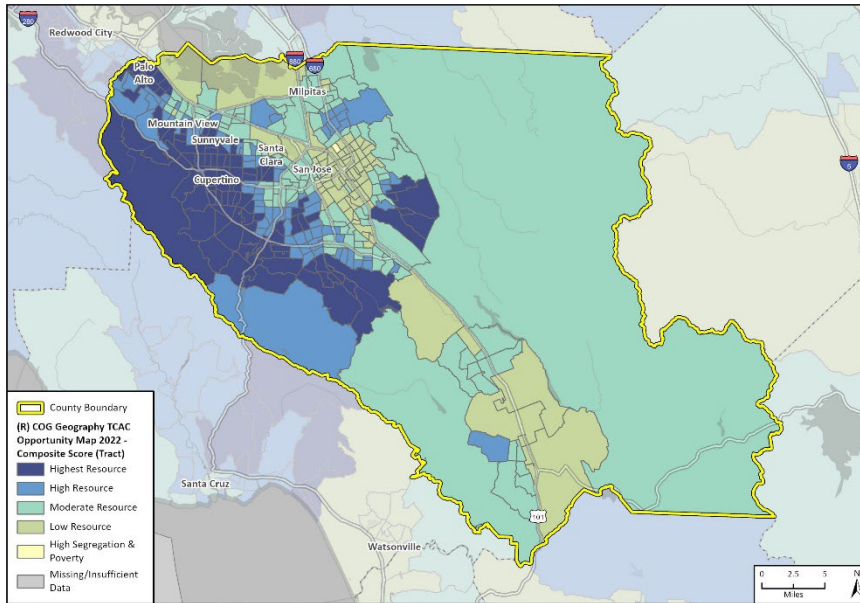 280
Redwood City
880
680
Palo
Alto
Milpitas
Mountain View
Sunnyvale
Santa
Clara
San Jose
Cupertino
5
County Boundary
(R) COG Geography TCAC
Opportunity Map 2022 -
Composite Score (Tract)
Highest Resource
High Resource
Moderate Resource
Low Resource
High Segregation &
Poverty
Missing/Insufficient
Data
Santa Cruz
Watsonville
101
0 2.5 5
Miles
N